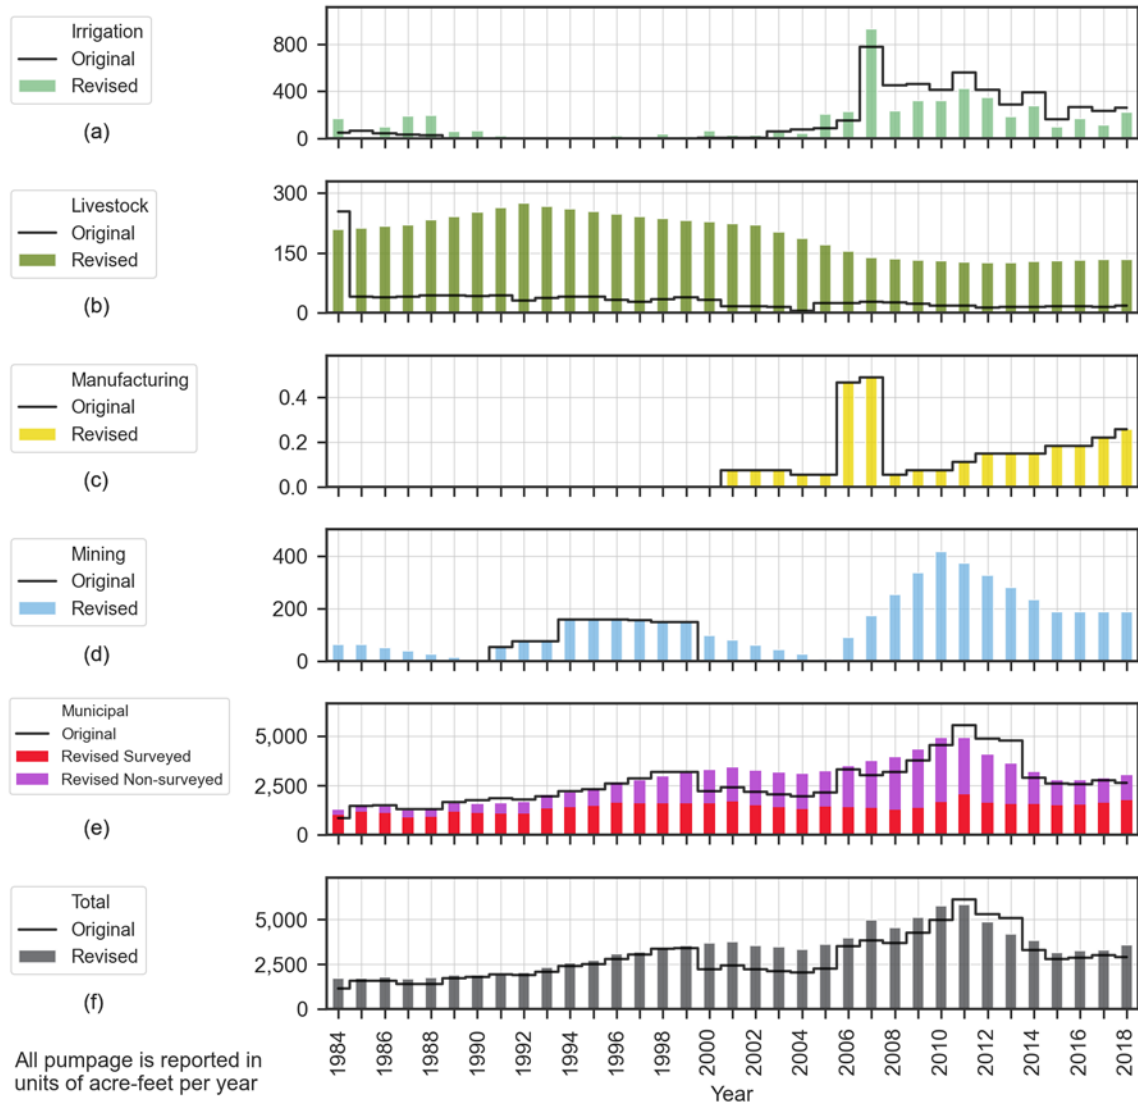 Irrigation
Original
Revised
(a)
800
400
0
Livestock
Original
Revised
(b)
300
150
0
Manufacturing
Original
Revised
(c)
0.4
0.2
0.0
Mining
Original
Revised
(d)
400
200
0
Municipal
Original
Revised Surveyed
Revised Non-surveyed
(e)
5,000
2,500
0
Total
Original
Revised
(f)
5,000
2,500
0
1984 1986 1988 1990 1992 1994 1996 1998 2000 2002 2004 2006 2008 2010 2012 2014 2016 2018
Year
All pumpage is reported in
units of acre-feet per year